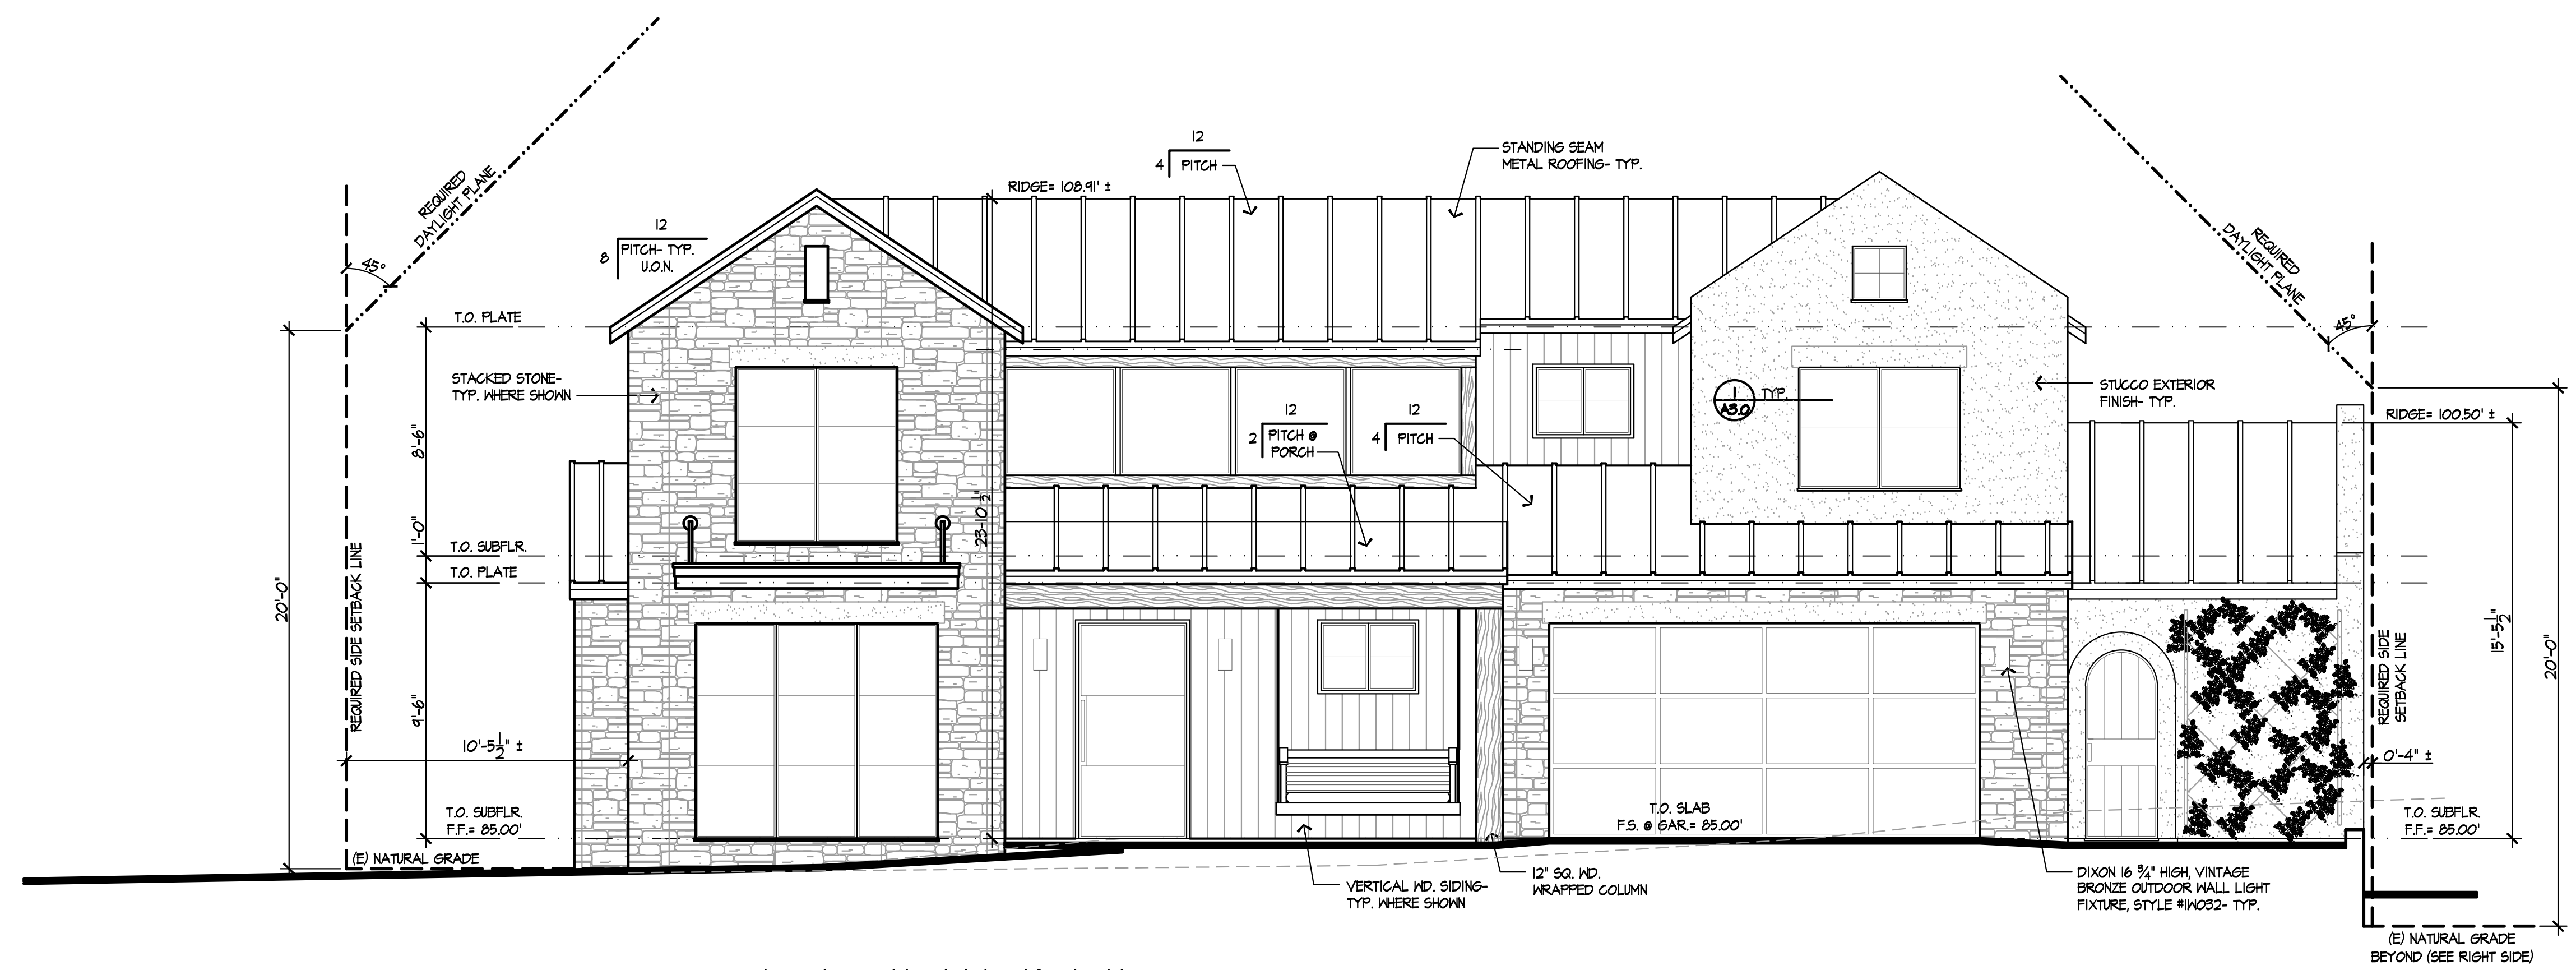 REQUIRED
DAYLIGHT PLANE
45°
12
8
PITCH- TYP.
U.O.N.
12
4
PITCH
STANDING SEAM
METAL ROOFING- TYP.
RIDGE= 108.91' ±
REQUIRED
DAYLIGHT PLANE
45°
T.O. PLATE
STACKED STONE-
TYP. WHERE SHOWN
8'-6"
1'-0"
T.O. SUBFLR.
T.O. PLATE
20'-0"
REQUIRED SIDE SETBACK LINE
9'-6"
10'-5 1/2" ±
T.O. SUBFLR.
F.F.= 85.00'
(E) NATURAL GRADE
23'-10 1/2"
12
2
PITCH @
PORCH
12
4
PITCH
1
A3.0
TYP.
STUCCO EXTERIOR
FINISH- TYP.
RIDGE= 100.50' ±
15'-5 1/2"
20'-0"
REQUIRED SIDE
SETBACK LINE
0'-4" ±
T.O. SLAB
F.S. @ GAR.= 85.00'
T.O. SUBFLR.
F.F.= 85.00'
VERTICAL WD. SIDING-
TYP. WHERE SHOWN
12" SQ. WD.
WRAPPED COLUMN
DIXON 16 3/4" HIGH, VINTAGE
BRONZE OUTDOOR WALL LIGHT
FIXTURE, STYLE #1W032- TYP.
(E) NATURAL GRADE
BEYOND (SEE RIGHT SIDE)